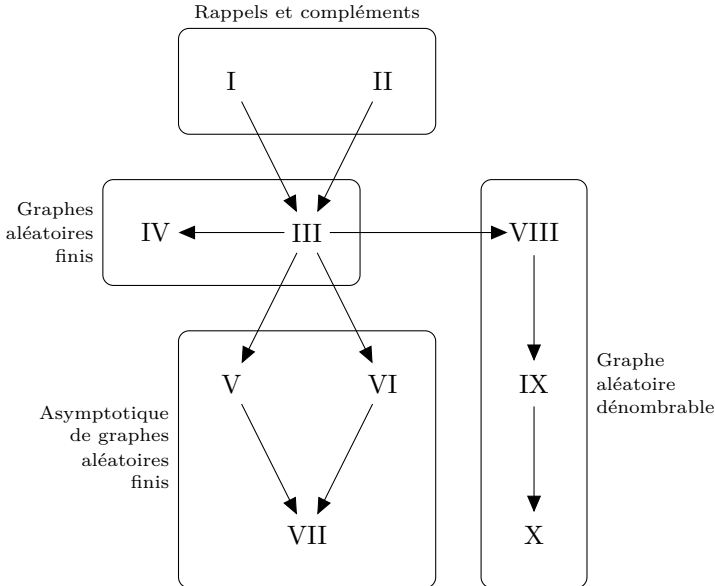 Rappels et compléments
I
II
Graphes
aléatoires
finis
IV
III
VIII
V
VI
IX
Graphe
aléatoire
dénombrable
Asymptotique
de graphes
aléatoires
finis
VII
X